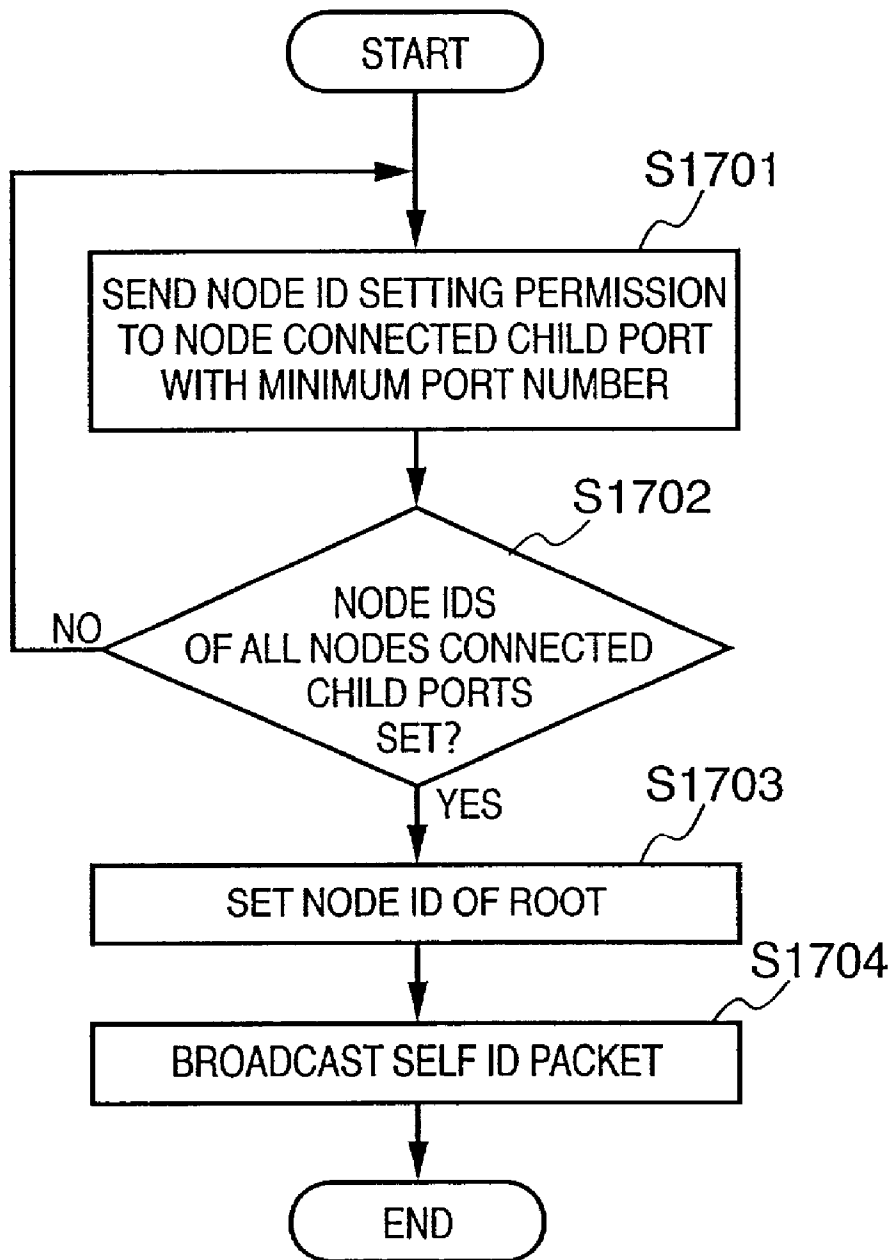 START
S1701
SEND NODE ID SETTING PERMISSION
TO NODE CONNECTED CHILD PORT
WITH MINIMUM PORT NUMBER
S1702
NODE IDS
OF ALL NODES CONNECTED
CHILD PORTS
SET?
NO
YES
S1703
SET NODE ID OF ROOT
S1704
BROADCAST SELF ID PACKET
END